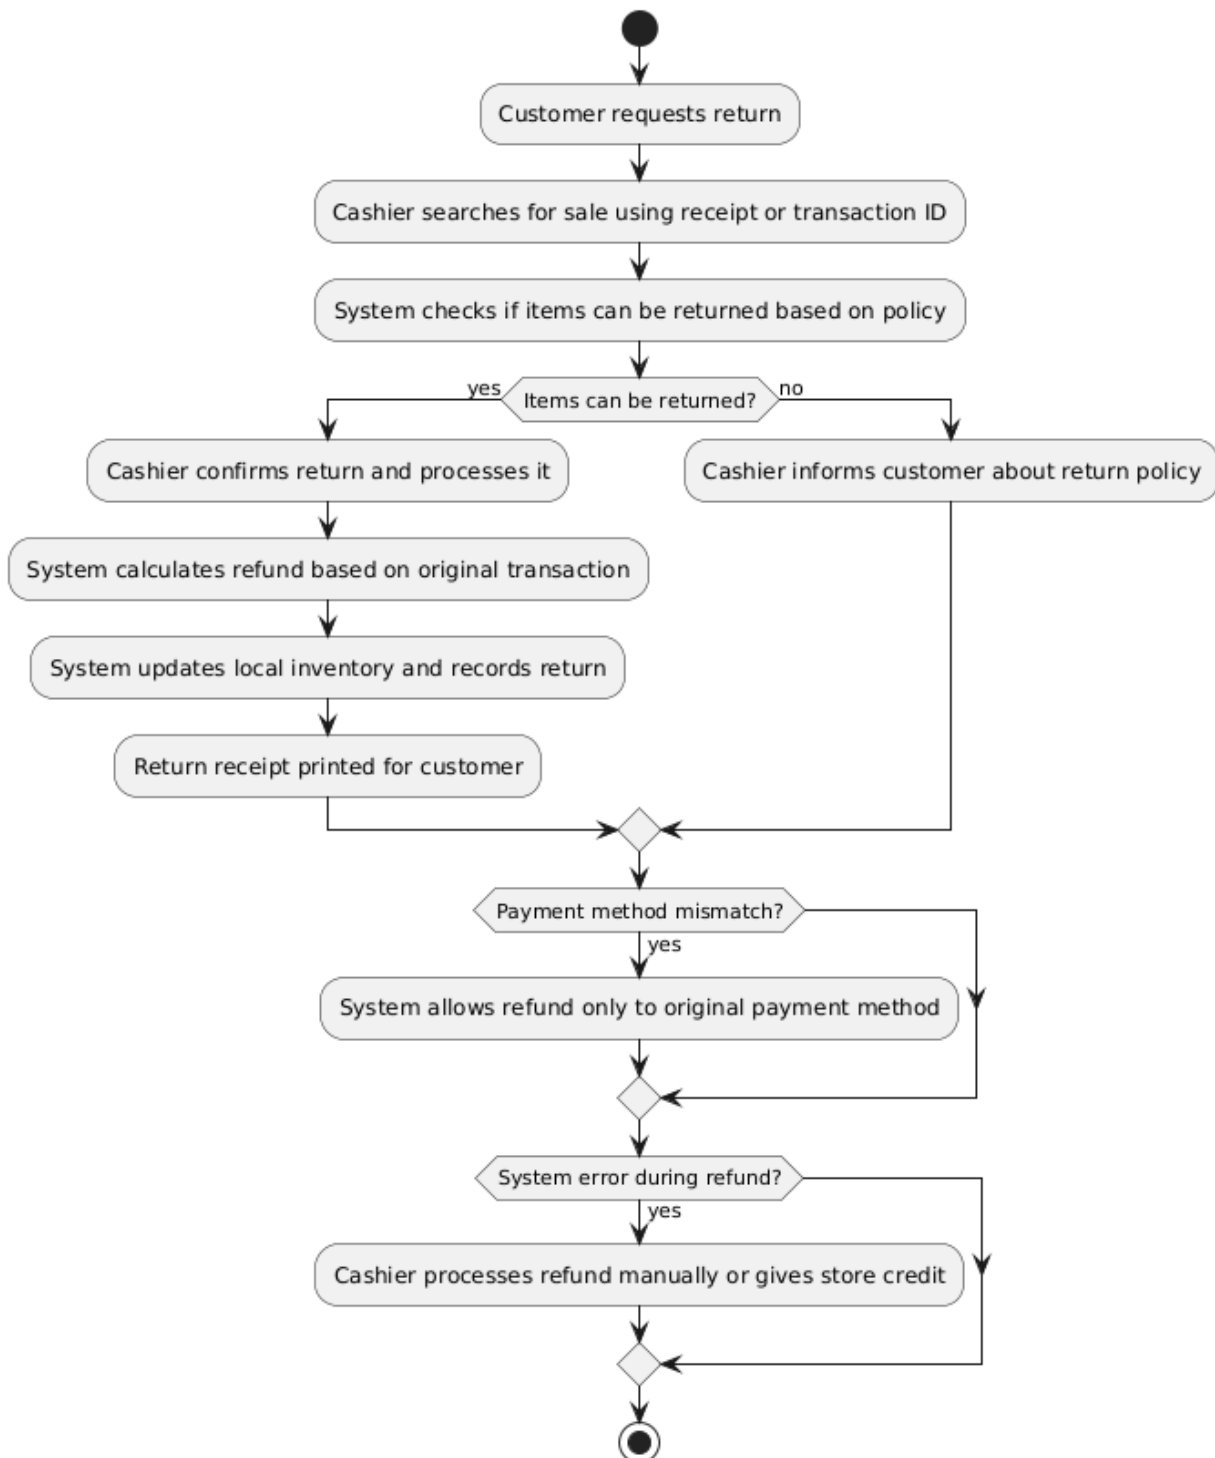 Customer requests return
Cashier searches for sale using receipt or transaction ID
System checks if items can be returned based on policy
yes
Items can be returned?
no
Cashier confirms return and processes it
Cashier informs customer about return policy
System calculates refund based on original transaction
System updates local inventory and records return
Return receipt printed for customer
Payment method mismatch?
yes
System allows refund only to original payment method
System error during refund?
yes
Cashier processes refund manually or gives store credit